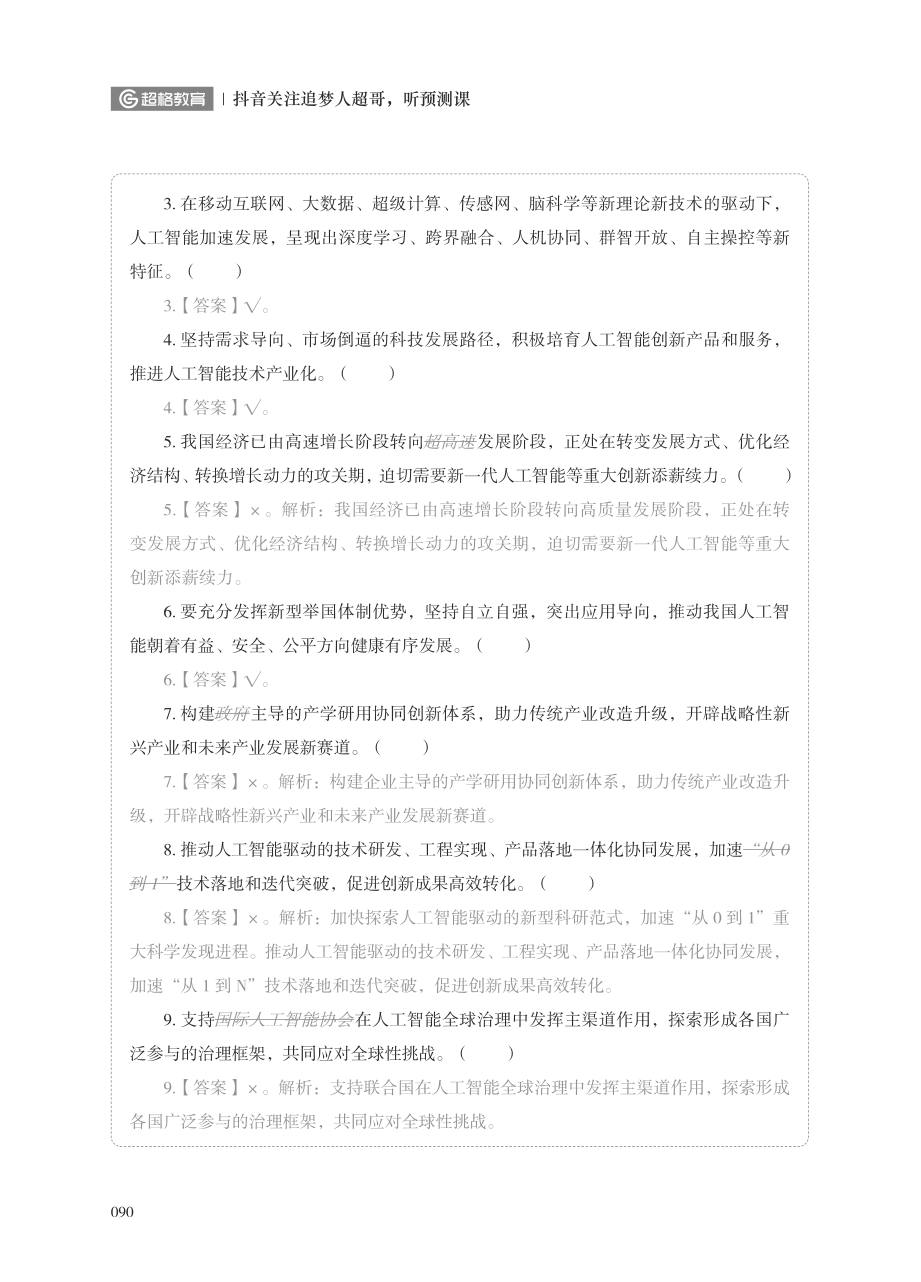 超格教育 | 抖音关注追梦人超哥，听预测课
3. 在移动互联网、大数据、超级计算、传感网、脑科学等新理论新技术的驱动下，
人工智能加速发展，呈现出深度学习、跨界融合、人机协同、群智开放、自主操控等新
特征。（　　）
3.【答案】√。
4. 坚持需求导向、市场倒逼的科技发展路径，积极培育人工智能创新产品和服务，
推进人工智能技术产业化。（　　）
4.【答案】√。
5. 我国经济已由高速增长阶段转向超高速发展阶段，正处在转变发展方式、优化经
济结构、转换增长动力的攻关期，迫切需要新一代人工智能等重大创新添薪续力。（　　）
5.【答案】×。解析：我国经济已由高速增长阶段转向高质量发展阶段，正处在转
变发展方式、优化经济结构、转换增长动力的攻关期，迫切需要新一代人工智能等重大
创新添薪续力。
6. 要充分发挥新型举国体制优势，坚持自立自强，突出应用导向，推动我国人工智
能朝着有益、安全、公平方向健康有序发展。（　　）
6.【答案】√。
7. 构建政府主导的产学研用协同创新体系，助力传统产业改造升级，开辟战略性新
兴产业和未来产业发展新赛道。（　　）
7.【答案】×。解析：构建企业主导的产学研用协同创新体系，助力传统产业改造升
级，开辟战略性新兴产业和未来产业发展新赛道。
8. 推动人工智能驱动的技术研发、工程实现、产品落地一体化协同发展，加速“从 0
到 1”技术落地和迭代突破，促进创新成果高效转化。（　　）
8.【答案】×。解析：加快探索人工智能驱动的新型科研范式，加速“从 0 到 1”重
大科学发现进程。推动人工智能驱动的技术研发、工程实现、产品落地一体化协同发展，
加速“从 1 到 N”技术落地和迭代突破，促进创新成果高效转化。
9. 支持国际人工智能协会在人工智能全球治理中发挥主渠道作用，探索形成各国广
泛参与的治理框架，共同应对全球性挑战。（　　）
9.【答案】×。解析：支持联合国在人工智能全球治理中发挥主渠道作用，探索形成
各国广泛参与的治理框架，共同应对全球性挑战。
090